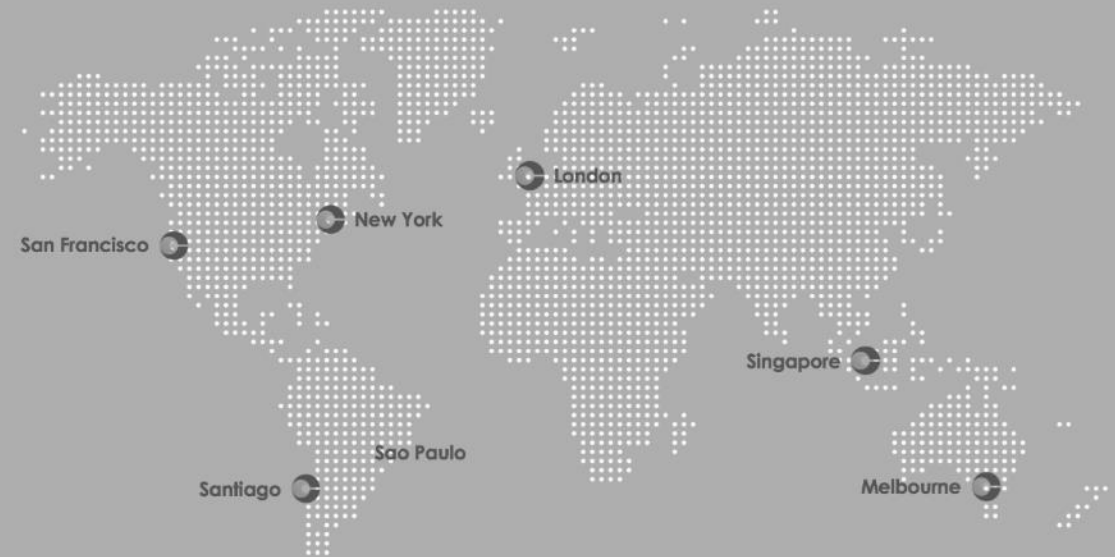 London
New York
San Francisco
Singapore
Sao Paulo
Santiago
Melbourne